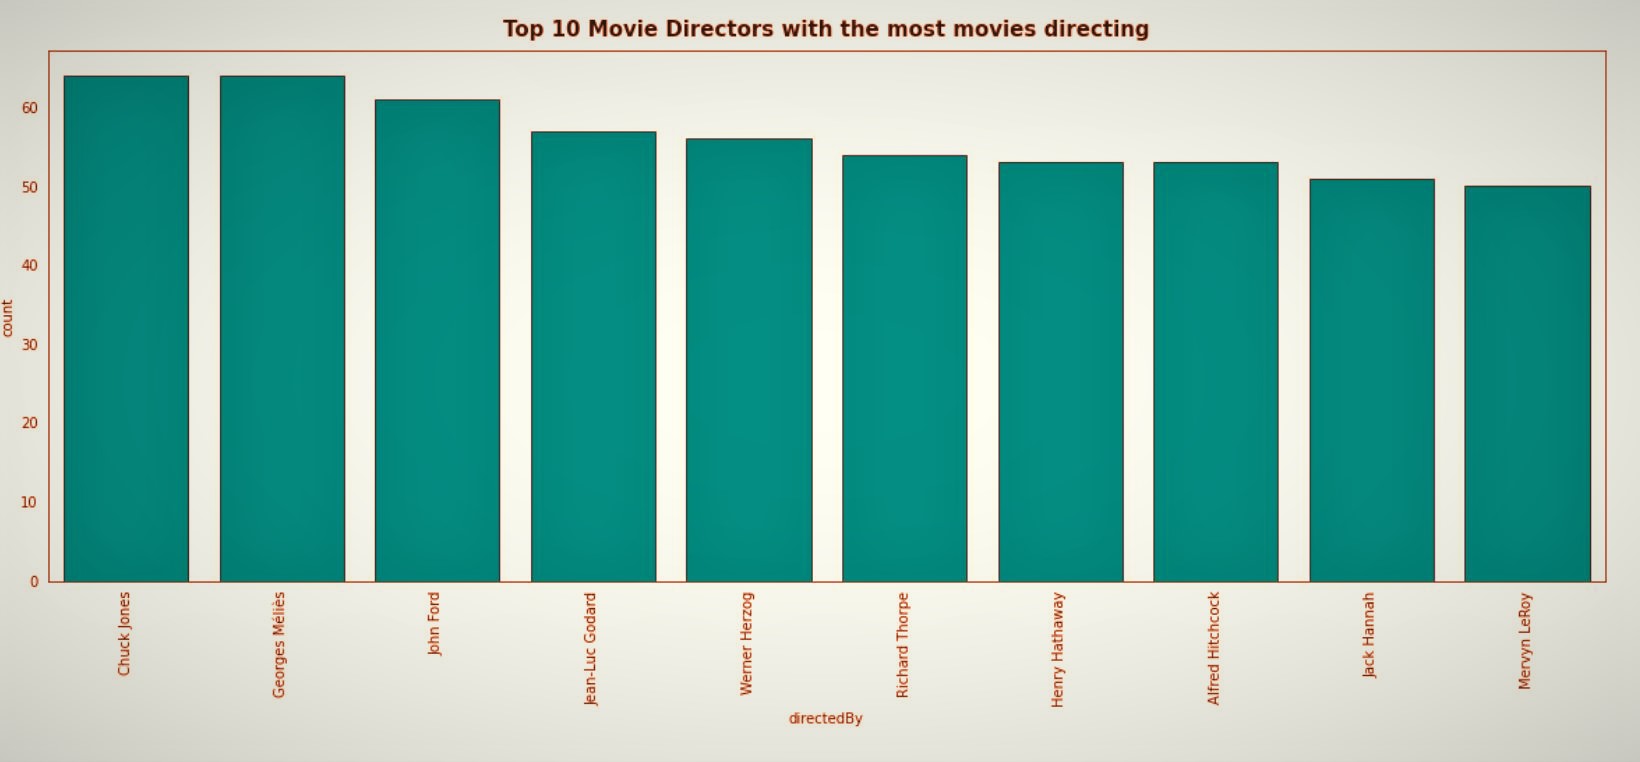 Top 10 Movie Directors with the most movies directing
60
50
40
30
20
10
0
count
Chuck Jones
Georges Méliès
John Ford
Jean-Luc Godard
Werner Herzog
Richard Thorpe
Henry Hathaway
Alfred Hitchcock
Jack Hannah
Mervyn LeRoy
directedBy